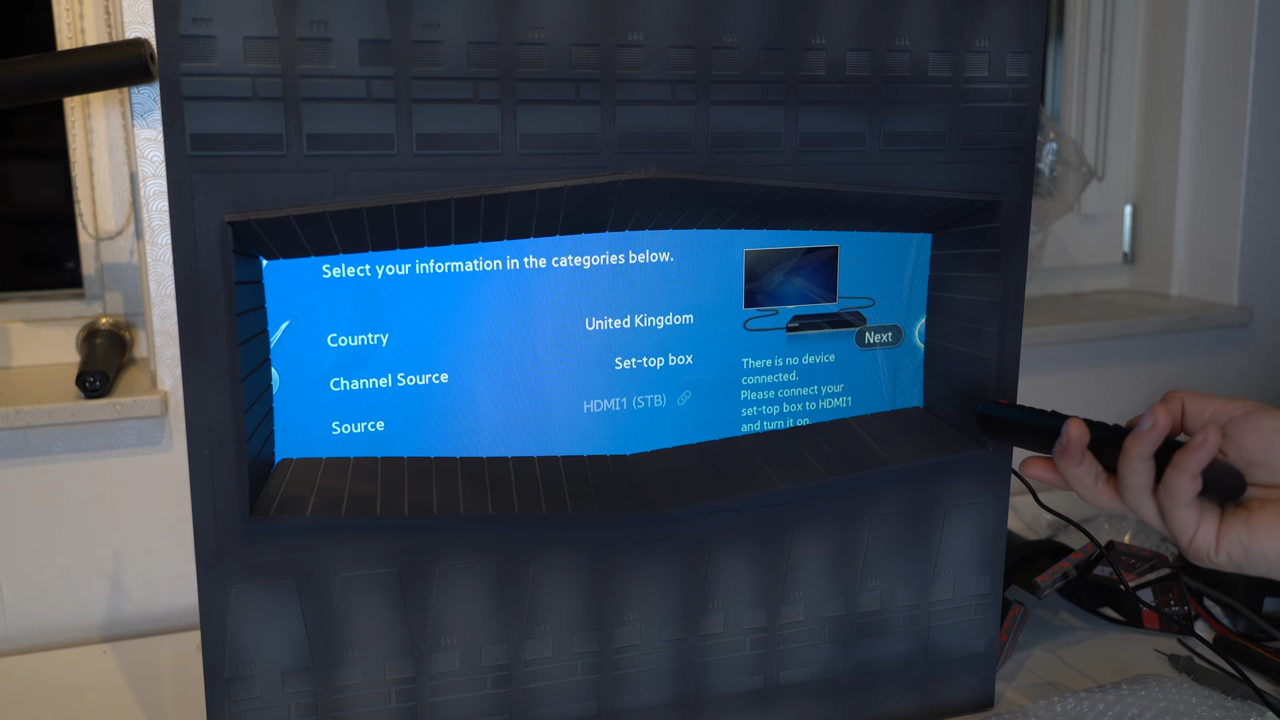 Select your information in the categories below.
Country
United Kingdom
Channel Source
Set-top box
Source
HDMI1 (STB)
Next
There is no device
connected.
Please connect your
set-top box to HDMI1
and turn it on.